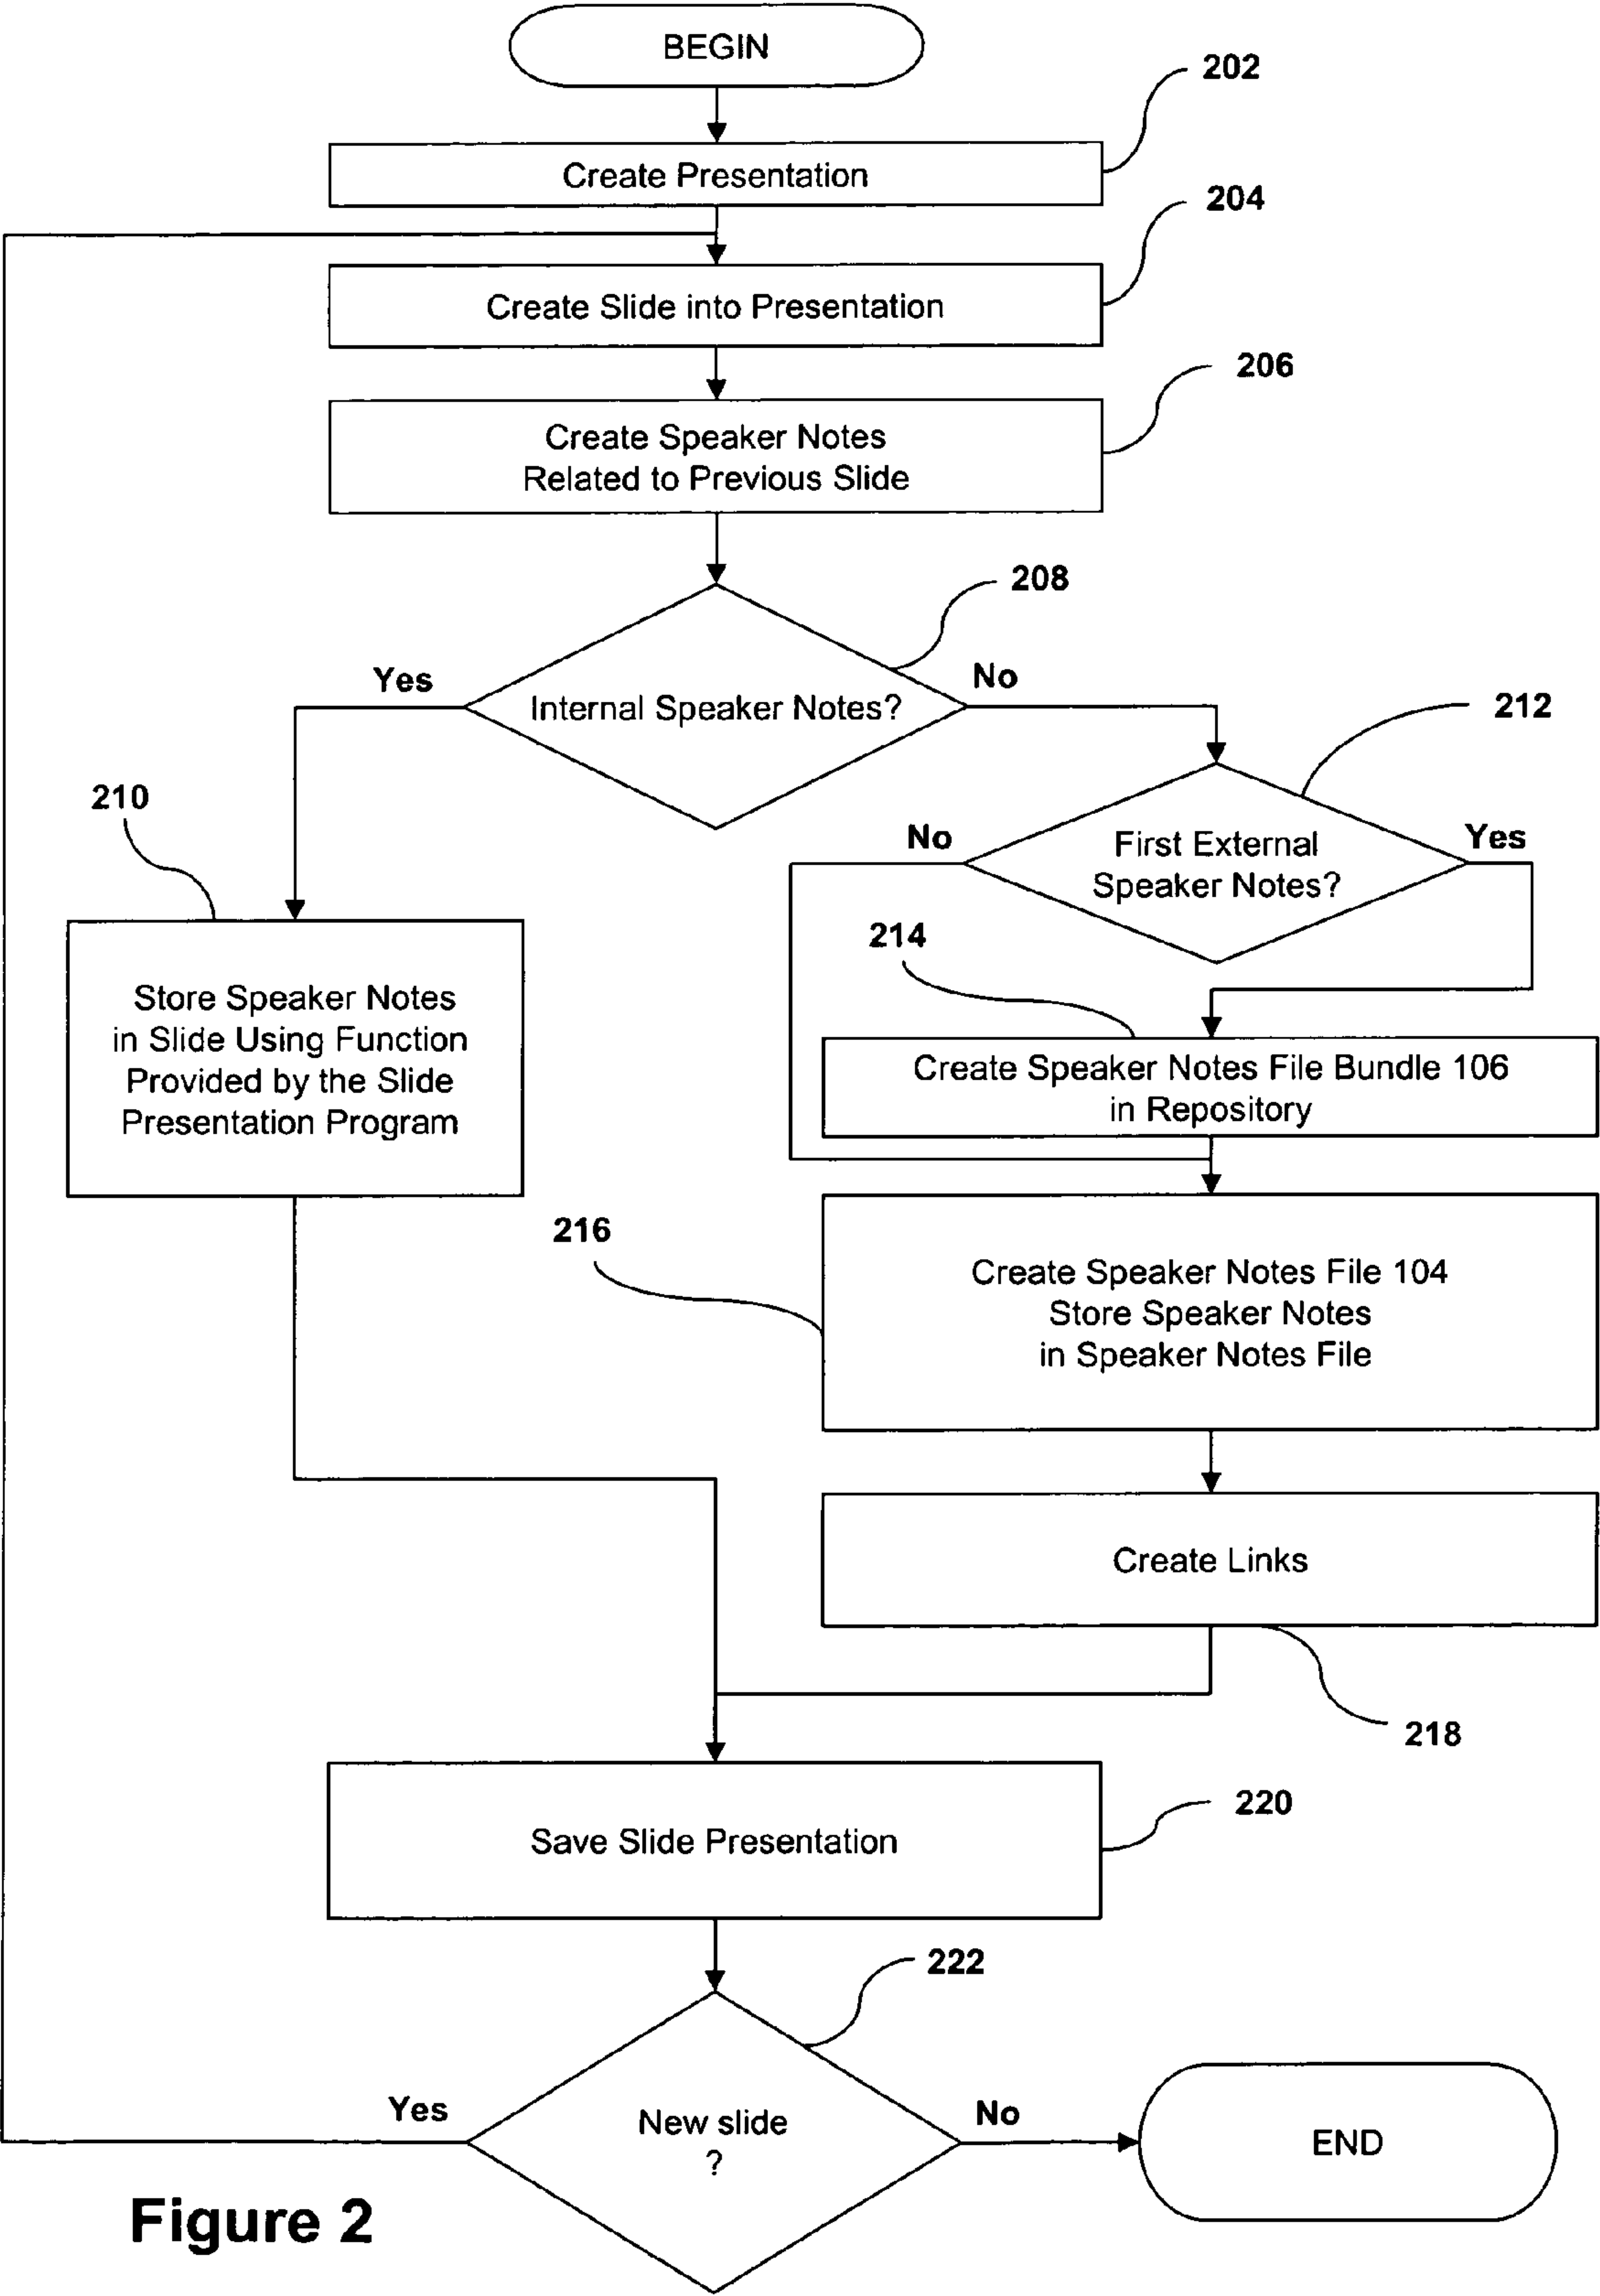 BEGIN
202
Create Presentation
204
Create Slide into Presentation
206
Create Speaker Notes
Related to Previous Slide
208
Yes
Internal Speaker Notes?
No
212
210
No
First External
Speaker Notes?
Yes
214
Store Speaker Notes
in Slide Using Function
Provided by the Slide
Presentation Program
Create Speaker Notes File Bundle 106
in Repository
216
Create Speaker Notes File 104
Store Speaker Notes
in Speaker Notes File
Create Links
218
220
Save Slide Presentation
222
Yes
New slide
?
No
END
Figure 2